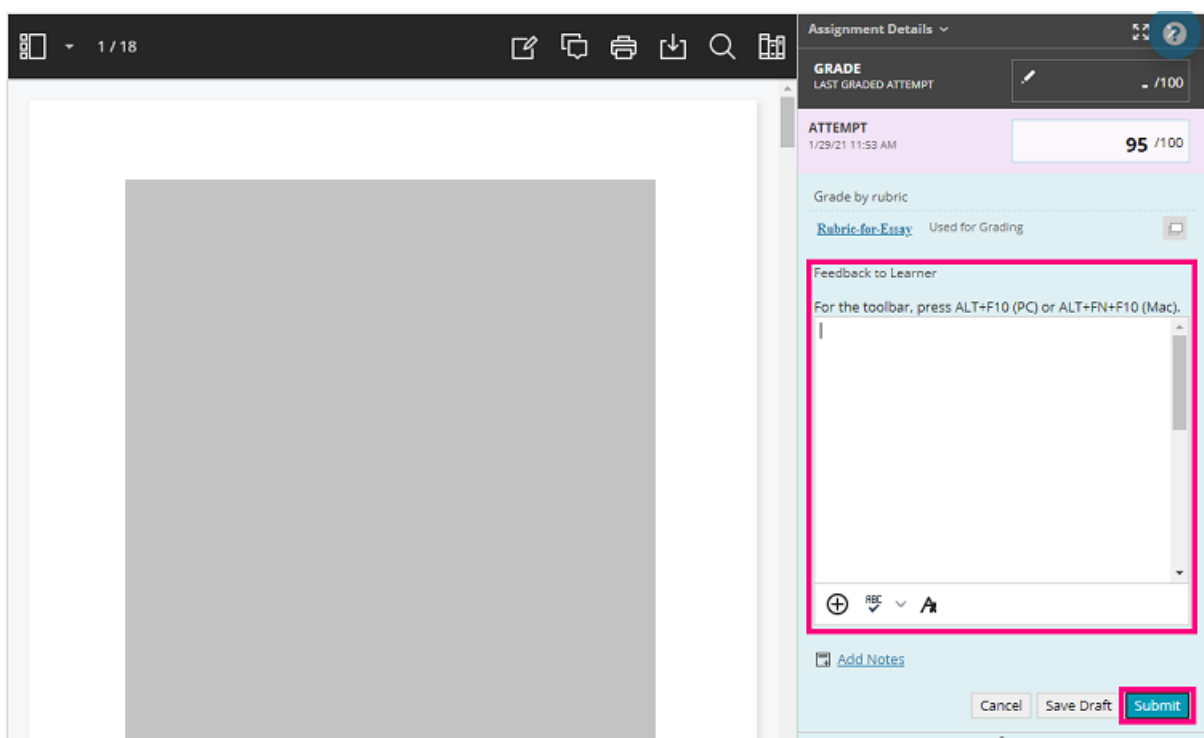 1 / 18
Assignment Details
GRADE
LAST GRADED ATTEMPT
- /100
ATTEMPT
1/29/21 11:53 AM
95 /100
Grade by rubric
Rubric-for-Essay Used for Grading
Feedback to Learner
For the toolbar, press ALT+F10 (PC) or ALT+FN+F10 (Mac).
ABC
Add Notes
Cancel Save Draft Submit